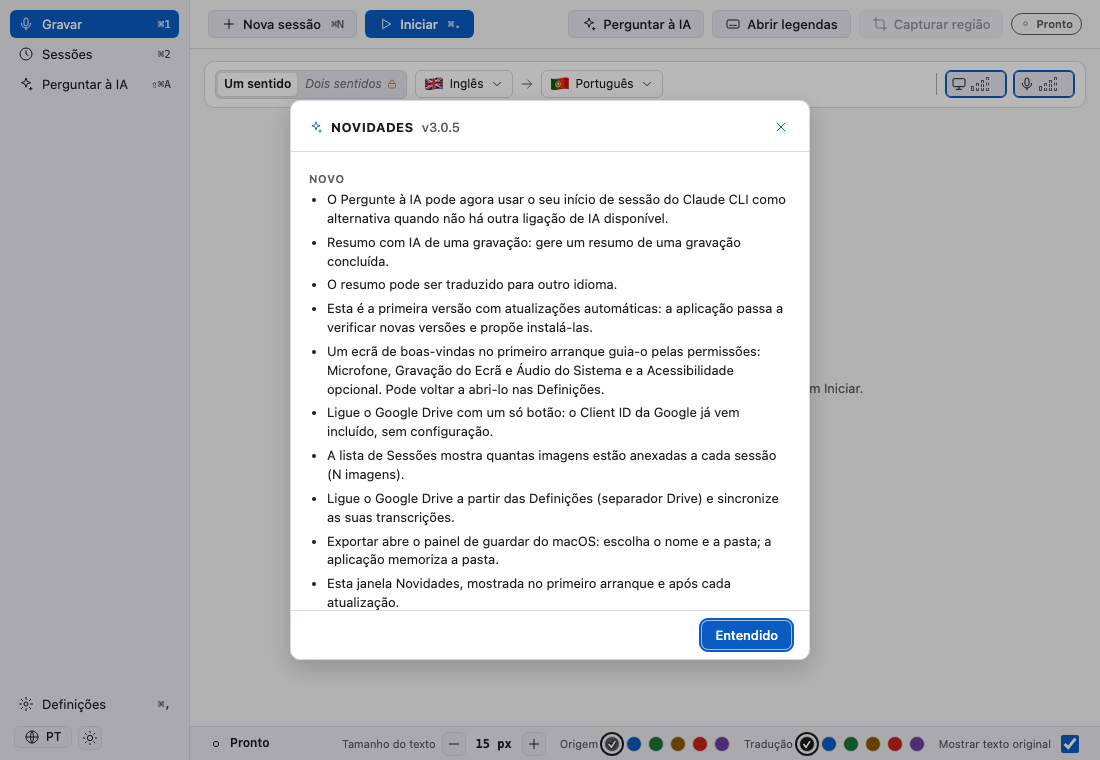 Gravar ⌘1
Sessões ⌘2
Perguntar à IA ⇧⌘A
Nova sessão ⌘N
Iniciar ⌘.
Perguntar à IA
Abrir legendas
Capturar região
Pronto
Um sentido
Dois sentidos
Inglês
Português
NOVIDADES v3.0.5
NOVO
• O Pergunte à IA pode agora usar o seu início de sessão do Claude CLI como
alternativa quando não há outra ligação de IA disponível.
• Resumo com IA de uma gravação: gere um resumo de uma gravação
concluída.
• O resumo pode ser traduzido para outro idioma.
• Esta é a primeira versão com atualizações automáticas: a aplicação passa a
verificar novas versões e propõe instalá-las.
• Um ecrã de boas-vindas no primeiro arranque guia-o pelas permissões:
Microfone, Gravação do Ecrã e Áudio do Sistema e a Acessibilidade
opcional. Pode voltar a abri-lo nas Definições.
• Ligue o Google Drive com um só botão: o Client ID da Google já vem
incluído, sem configuração.
• A lista de Sessões mostra quantas imagens estão anexadas a cada sessão
(N imagens).
• Ligue o Google Drive a partir das Definições (separador Drive) e sincronize
as suas transcrições.
• Exportar abre o painel de guardar do macOS: escolha o nome e a pasta; a
aplicação memoriza a pasta.
• Esta janela Novidades, mostrada no primeiro arranque e após cada
atualização.
Entendido
m Iniciar.
Definições ⌘,
PT
Pronto
Tamanho do texto
15 px
Origem
Tradução
Mostrar texto original